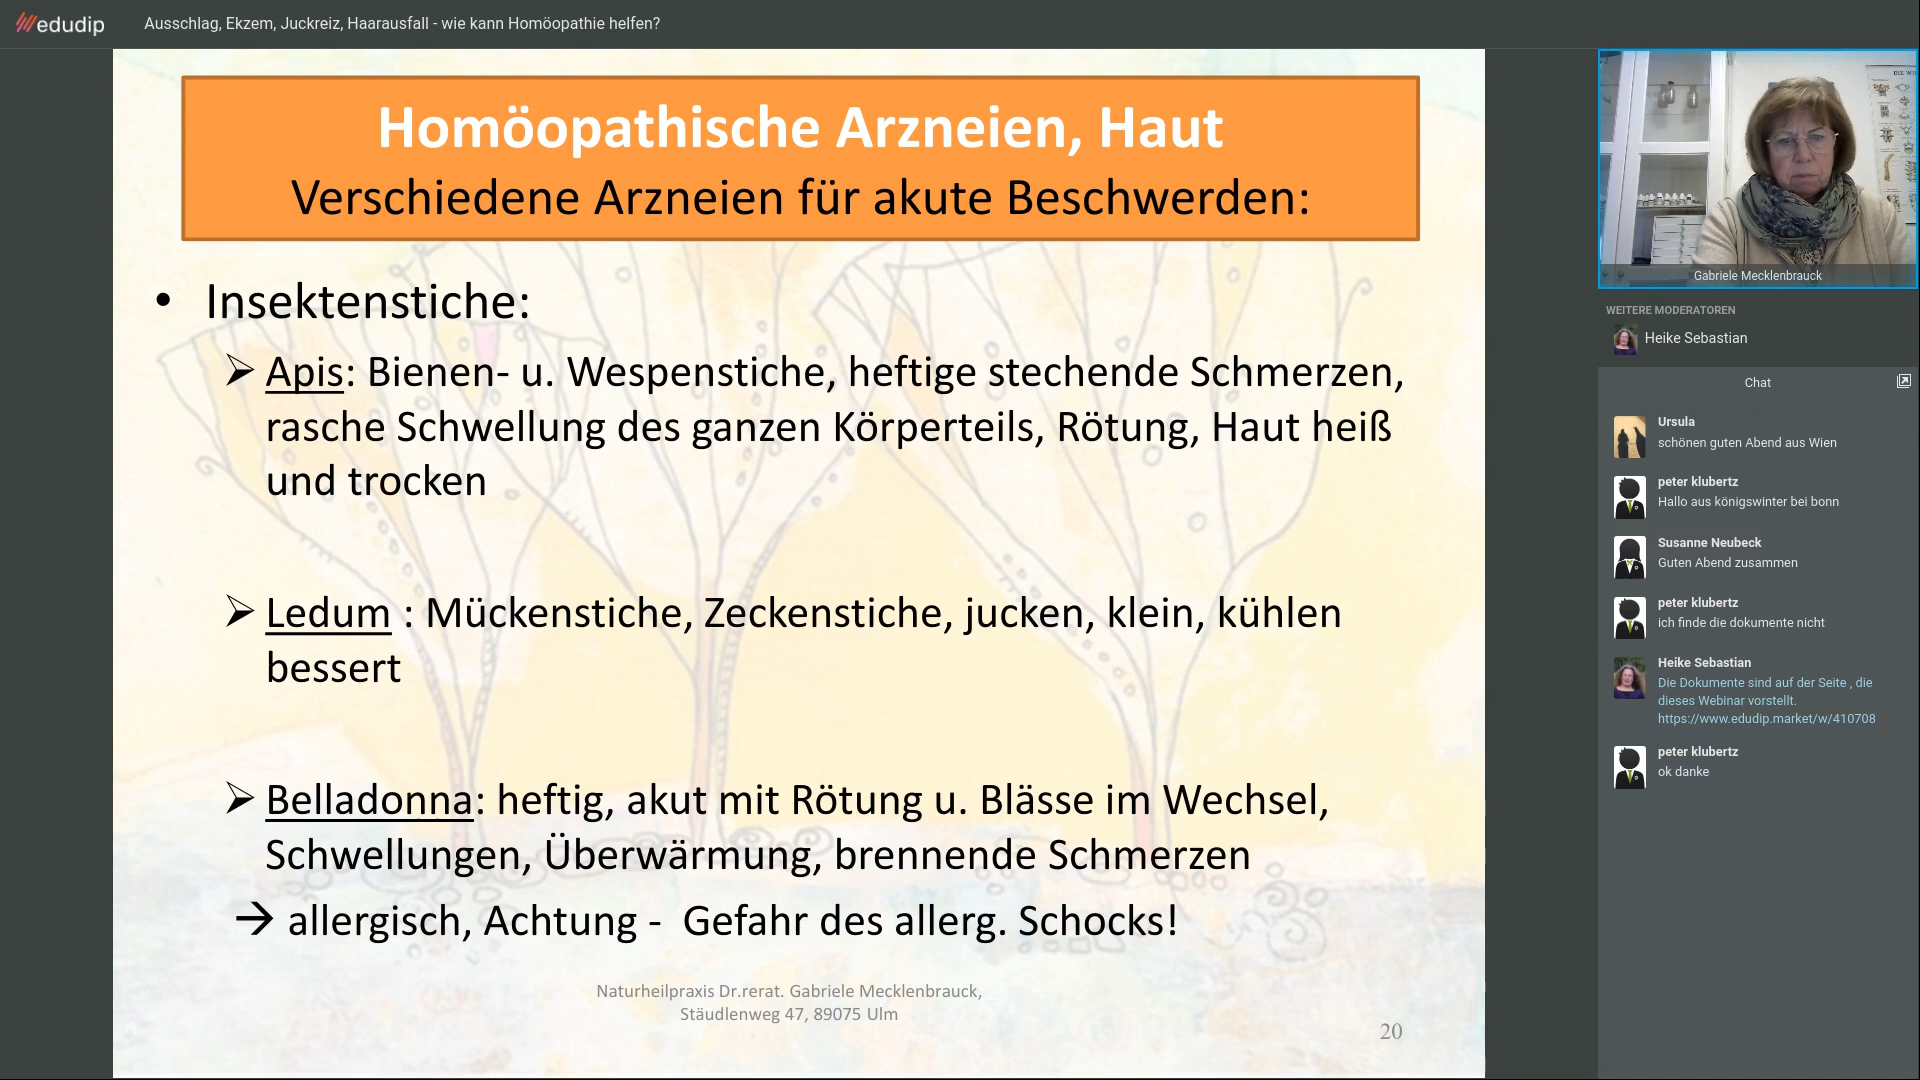 edudip
Ausschlag, Ekzem, Juckreiz, Haarausfall - wie kann Homöopathie helfen?
Homöopathische Arzneien, Haut
Verschiedene Arzneien für akute Beschwerden:
• Insektenstiche:
➢ Apis: Bienen- u. Wespenstiche, heftige stechende Schmerzen,
rasche Schwellung des ganzen Körperteils, Rötung, Haut heiß
und trocken
➢ Ledum : Mückenstiche, Zeckenstiche, jucken, klein, kühlen
bessert
➢ Belladonna: heftig, akut mit Rötung u. Blässe im Wechsel,
Schwellungen, Überwärmung, brennende Schmerzen
→ allergisch, Achtung - Gefahr des allerg. Schocks!
Naturheilpraxis Dr.rerat. Gabriele Mecklenbrauck,
Stäudlenweg 47, 89075 Ulm
20
Gabriele Mecklenbrauck
WEITERE MODERATOREN
Heike Sebastian
Chat
Ursula
schönen guten Abend aus Wien
peter klubertz
Hallo aus königswinter bei bonn
Susanne Neubeck
Guten Abend zusammen
peter klubertz
ich finde die dokumente nicht
Heike Sebastian
Die Dokumente sind auf der Seite , die
dieses Webinar vorstellt.
https://www.edudip.market/w/410708
peter klubertz
ok danke